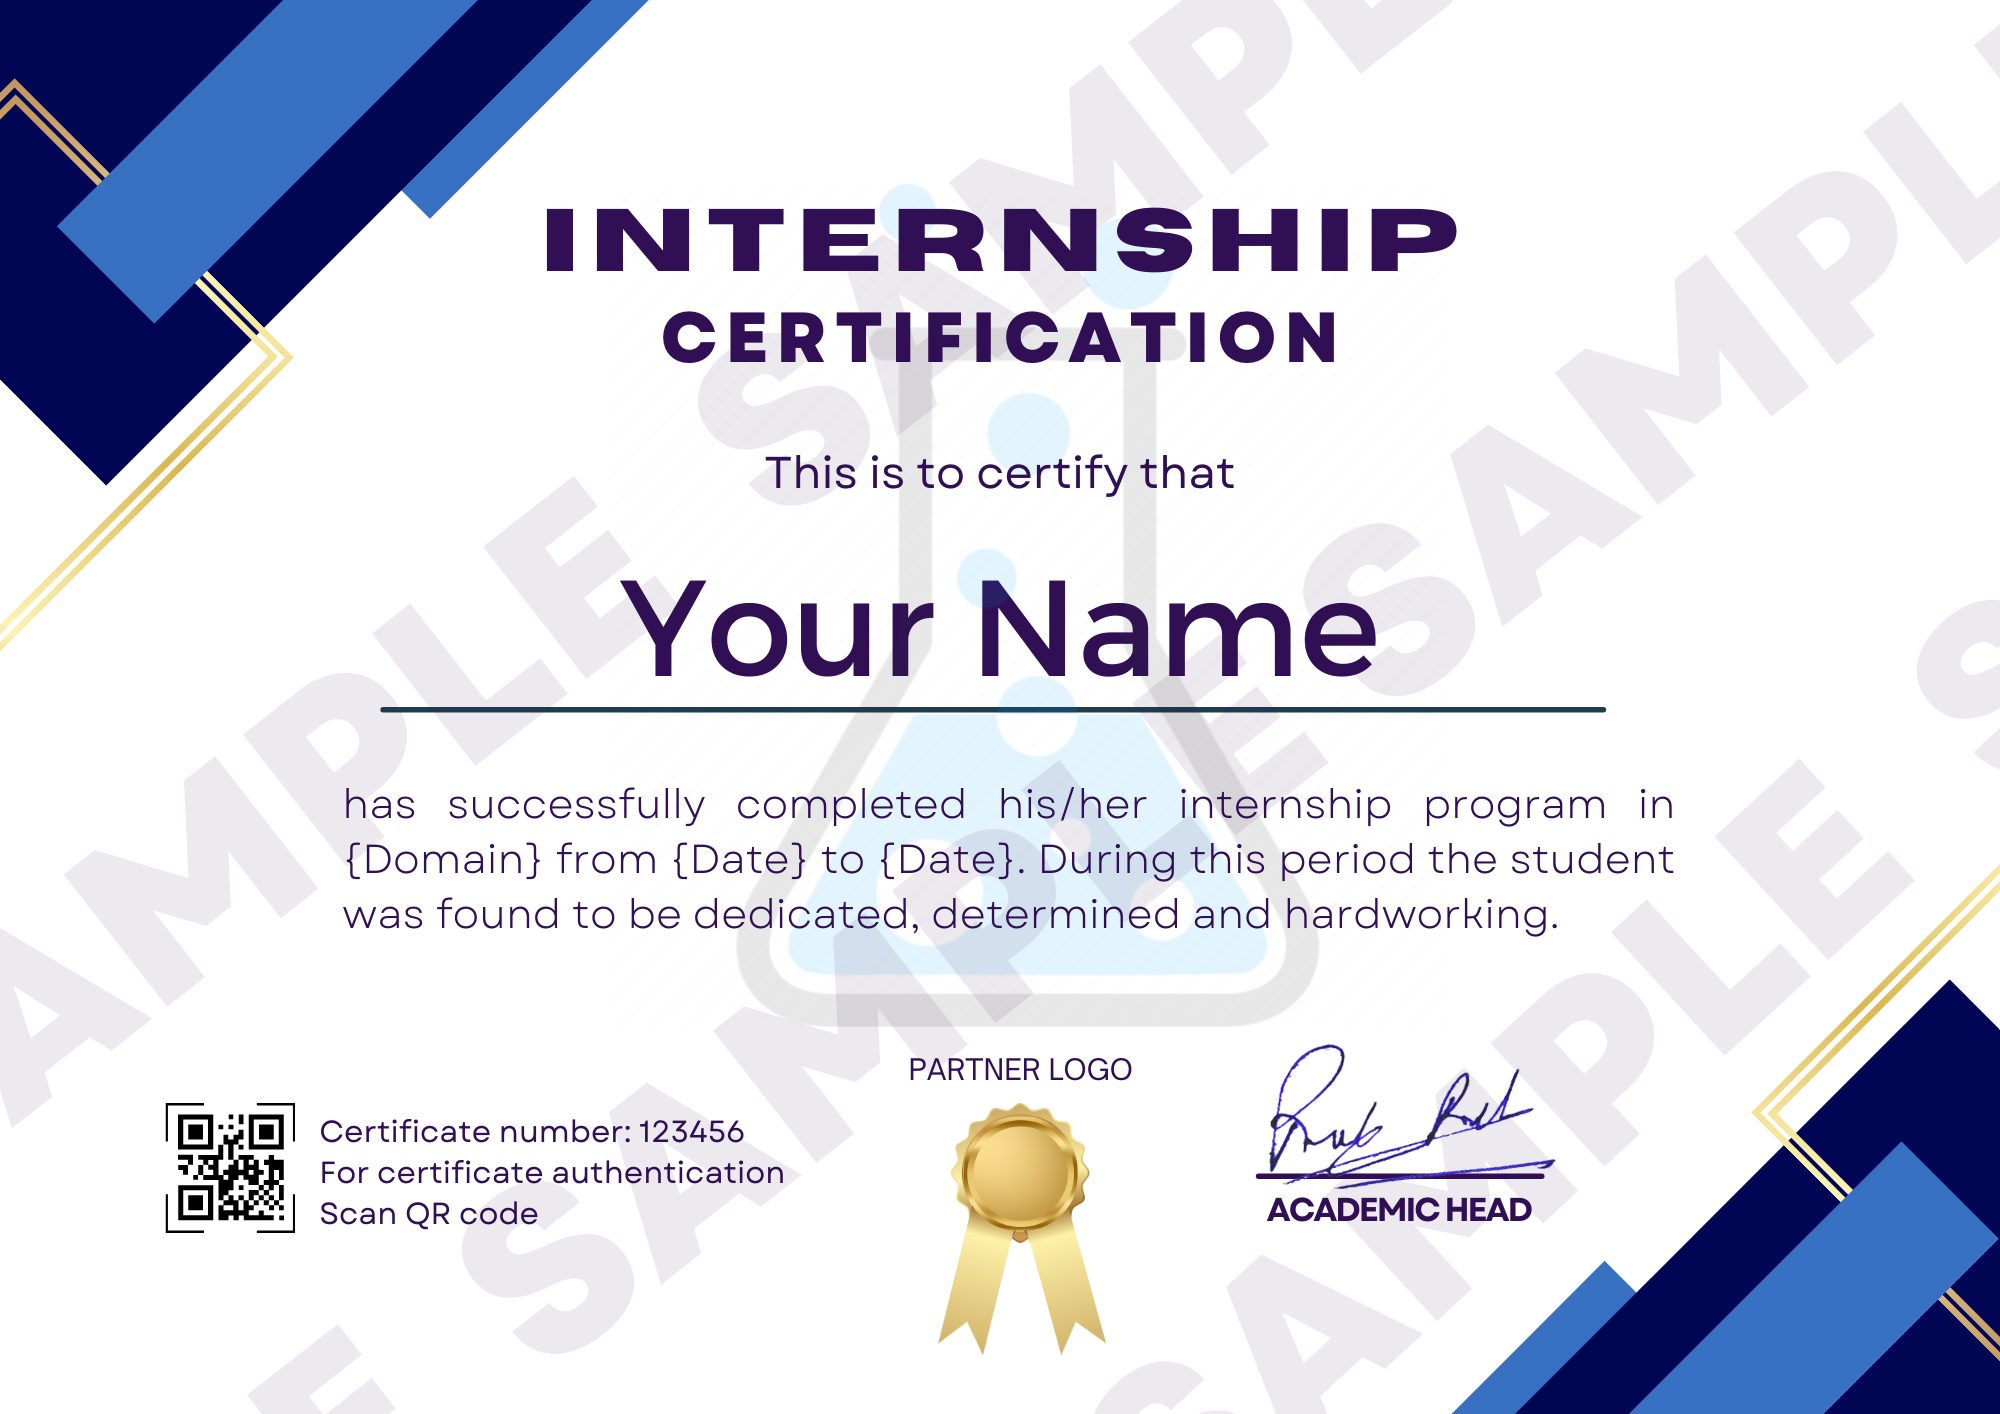 INTERNSHIP
CERTIFICATION
This is to certify that
Your Name
has successfully completed his/her internship program in
{Domain} from {Date} to {Date}. During this period the student
was found to be dedicated, determined and hardworking.
PARTNER LOGO
Certificate number: 123456
For certificate authentication
Scan QR code
ACADEMIC HEAD
SAMPLE SAMPLE
SAMPLE SAMPLE
SAMPLE